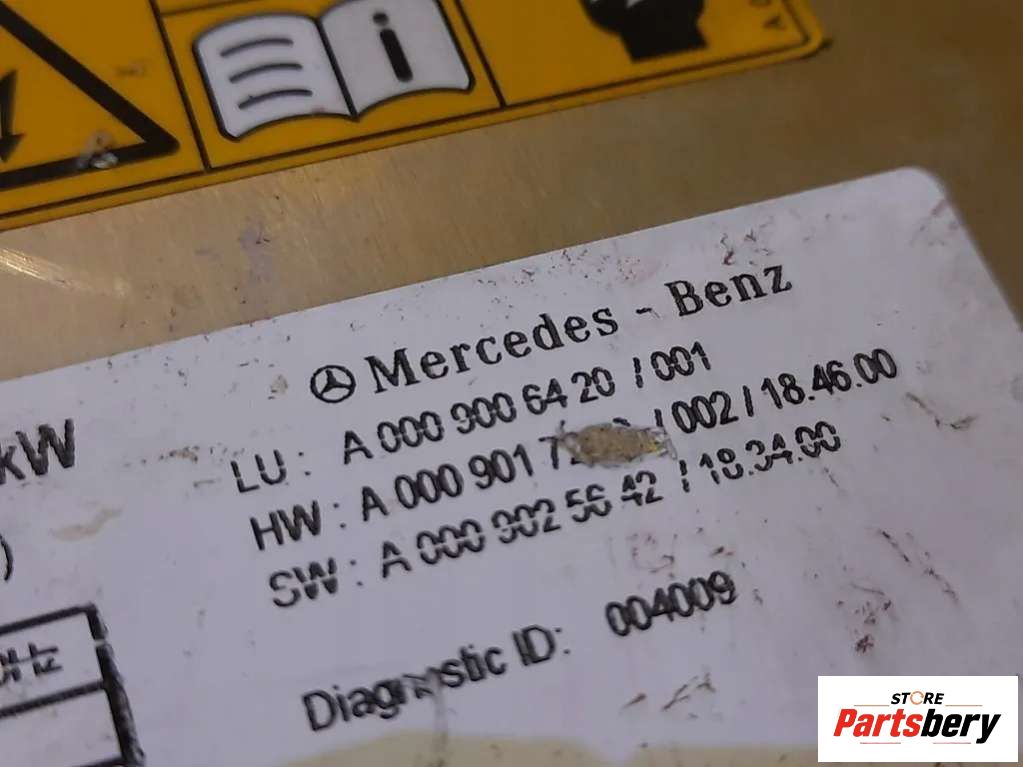 i
Mercedes - Benz
kW
LU : A 000 900 64 20 / 001
HW : A 000 901 / 002 / 18.46.00
SW : A 000 902 56 42 / 18.34.00
)
Diagnostic ID: 004009
STORE
Partsbery